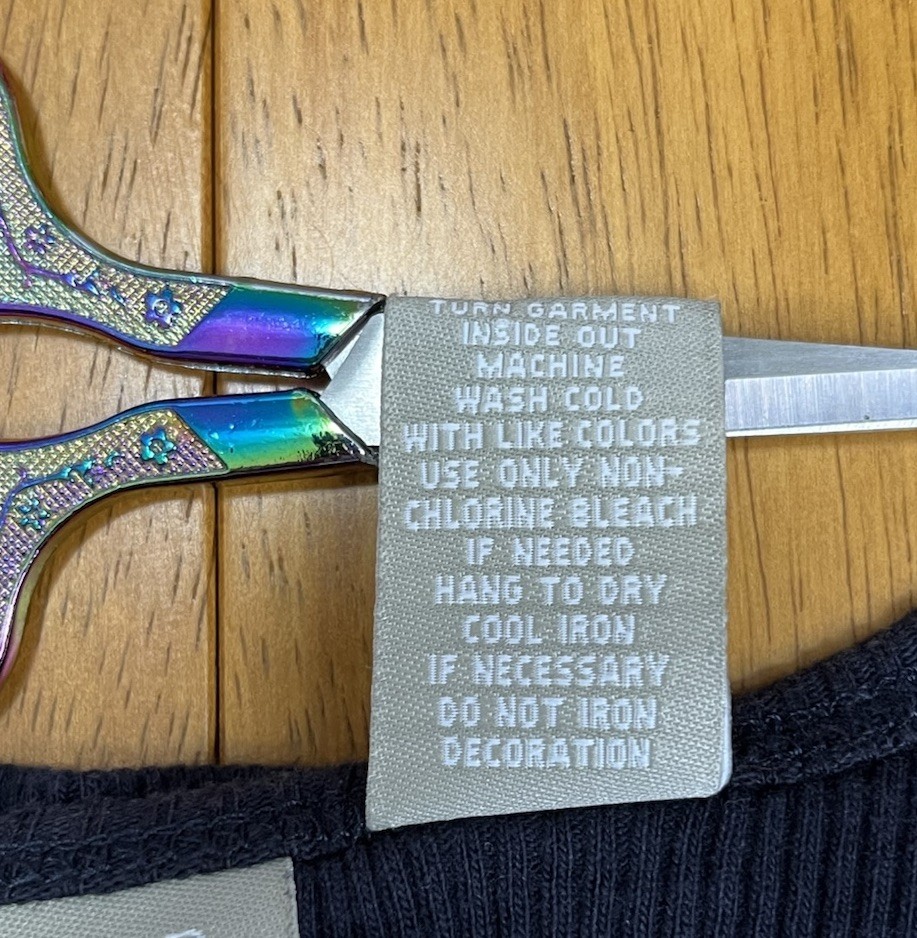 TURN GARMENT
INSIDE OUT
MACHINE
WASH COLD
WITH LIKE COLORS
USE ONLY NON-
CHLORINE BLEACH
IF NEEDED
HANG TO DRY
COOL IRON
IF NECESSARY
DO NOT IRON
DECORATION